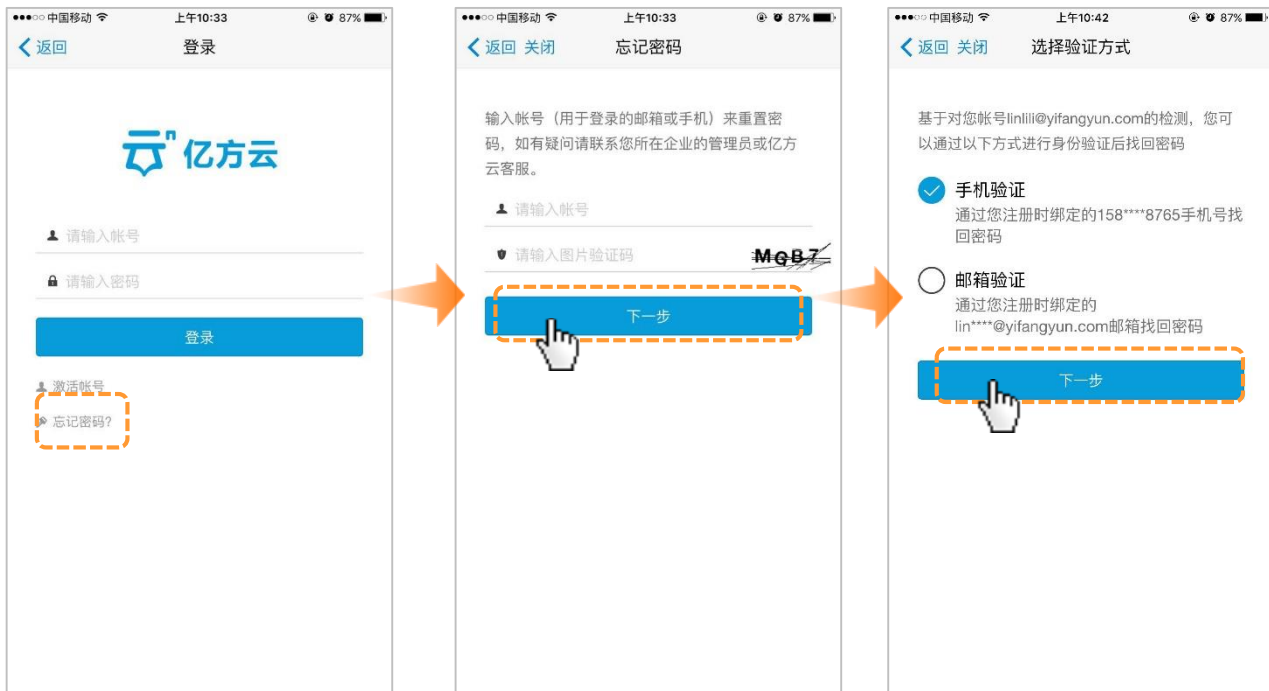 中国移动 上午10:33 87%
返回 登录
云n 亿方云
请输入帐号
请输入密码
登录
激活帐号
忘记密码?
中国移动 上午10:33 87%
返回 关闭 忘记密码
输入帐号（用于登录的邮箱或手机）来重置密
码，如有疑问请联系您所在企业的管理员或亿方
云客服。
请输入帐号
请输入图片验证码 MQB7
下一步
中国移动 上午10:42 87%
返回 关闭 选择验证方式
基于对您帐号linlili@yifangyun.com的检测，您可
以通过以下方式进行身份验证后找回密码
手机验证
通过您注册时绑定的158****8765手机号找
回密码
邮箱验证
通过您注册时绑定的
lin****@yifangyun.com邮箱找回密码
下一步